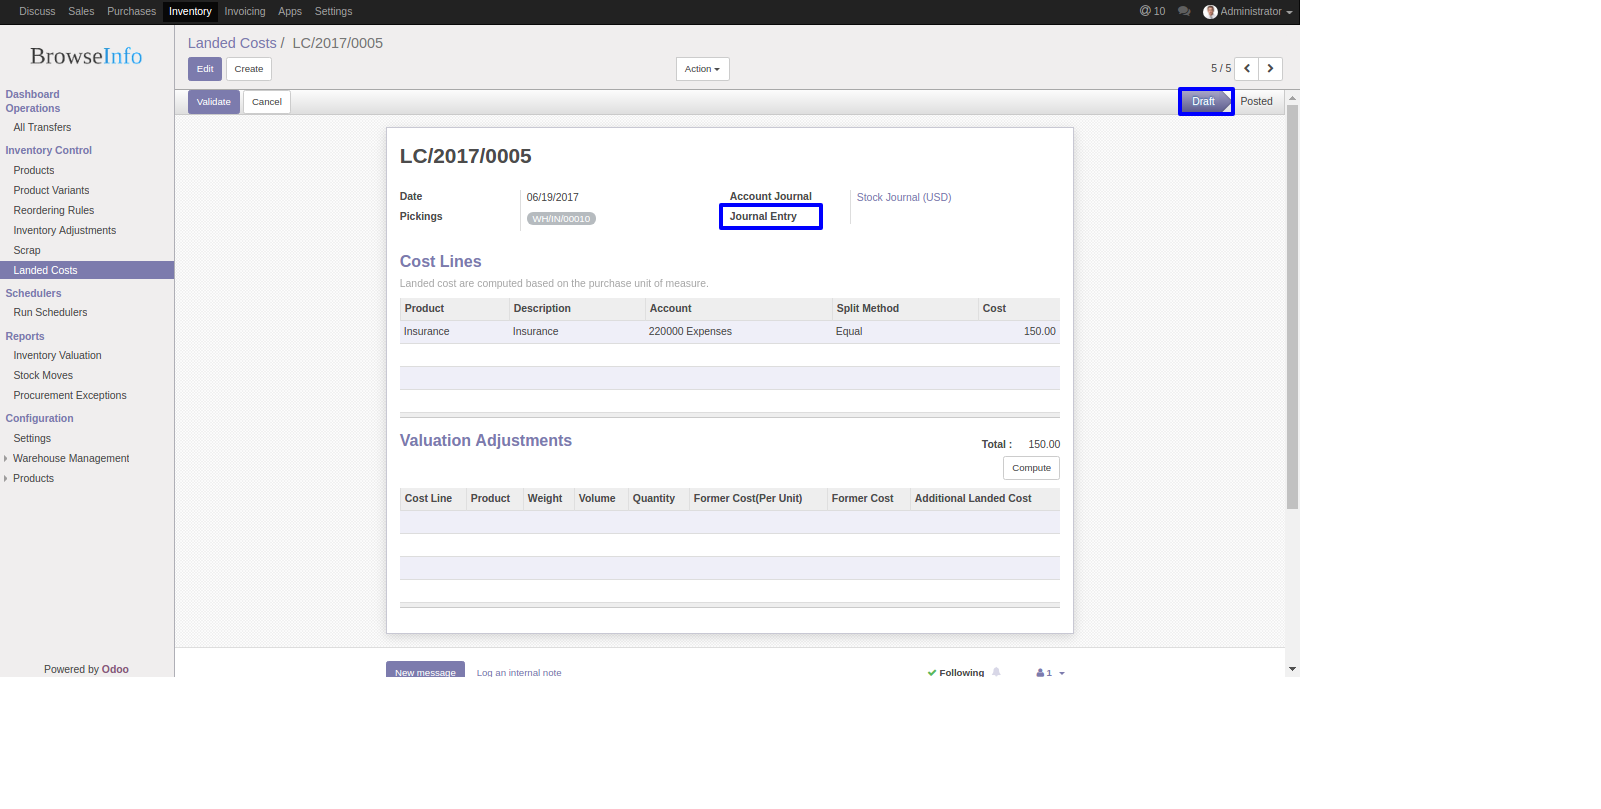 Discuss Sales Purchases Inventory Invoicing Apps Settings @ 10 Administrator
BrowseInfo
Landed Costs / LC/2017/0005
Edit Create Action 5 / 5
Validate Cancel Draft Posted
Dashboard
Operations
All Transfers
Inventory Control
Products
Product Variants
Reordering Rules
Inventory Adjustments
Scrap
Landed Costs
Schedulers
Run Schedulers
Reports
Inventory Valuation
Stock Moves
Procurement Exceptions
Configuration
Settings
Warehouse Management
Products
Powered by Odoo
LC/2017/0005
Date 06/19/2017 Account Journal Stock Journal (USD)
Pickings WH/IN/00010 Journal Entry
Cost Lines
Landed cost are computed based on the purchase unit of measure.
Product Description Account Split Method Cost
Insurance Insurance 220000 Expenses Equal 150.00
Valuation Adjustments
Total : 150.00
Compute
Cost Line Product Weight Volume Quantity Former Cost(Per Unit) Former Cost Additional Landed Cost
New message Log an internal note Following 1